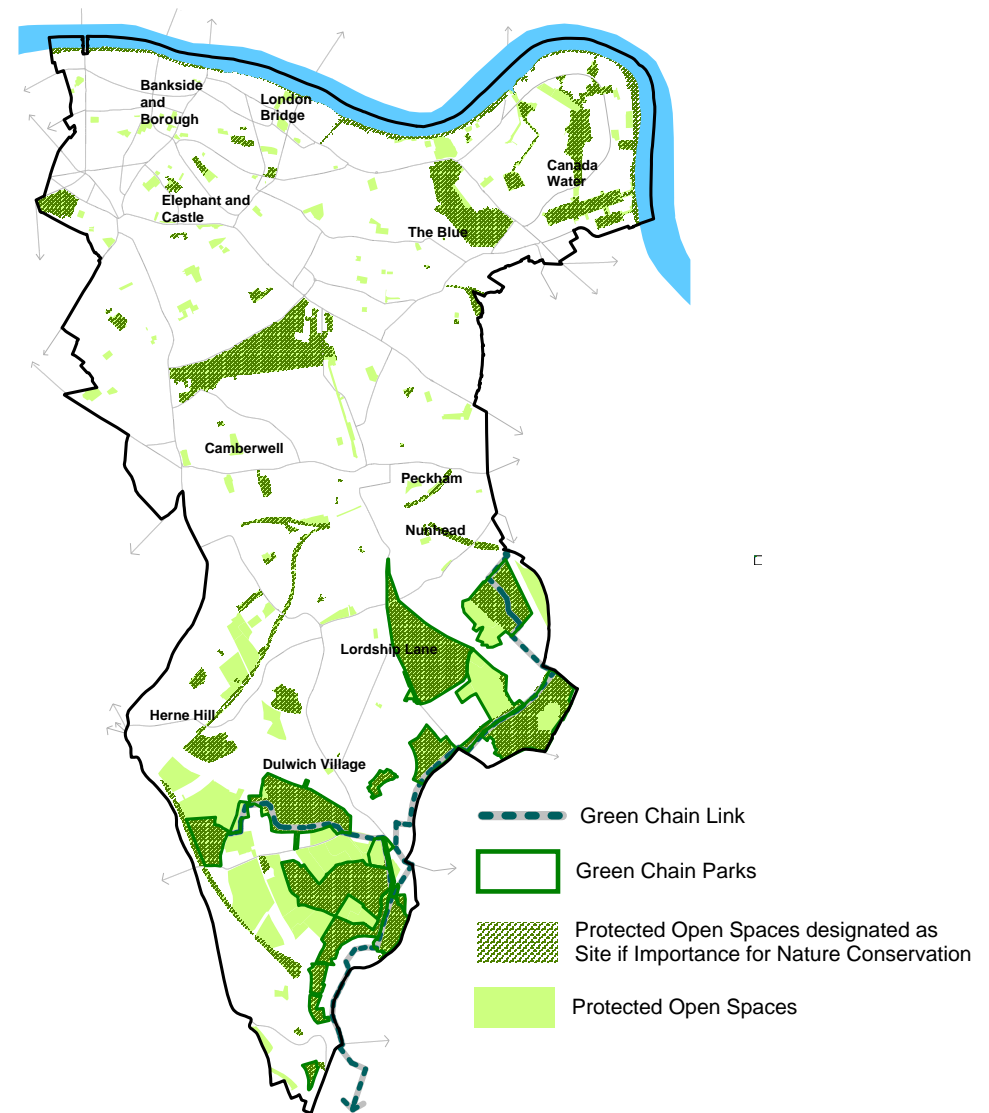 Bankside
and
Borough
London
Bridge
Canada
Water
Elephant and
Castle
The Blue
Camberwell
Peckham
Nunhead
Lordship Lane
Herne Hill
Dulwich Village
Green Chain Link
Green Chain Parks
Protected Open Spaces designated as
Site if Importance for Nature Conservation
Protected Open Spaces